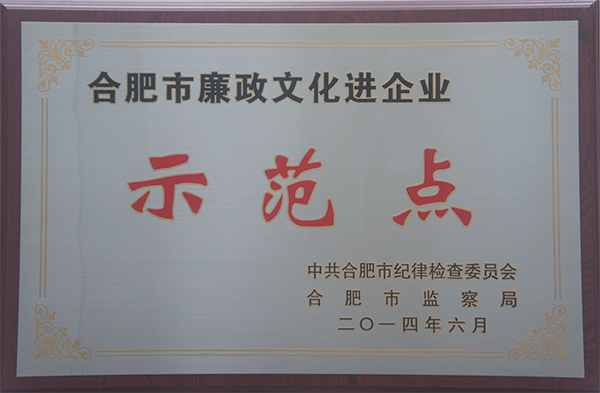 合肥市廉政文化进企业
示范点
中共合肥市纪律检查委员会
合肥市监察局
二〇一四年六月